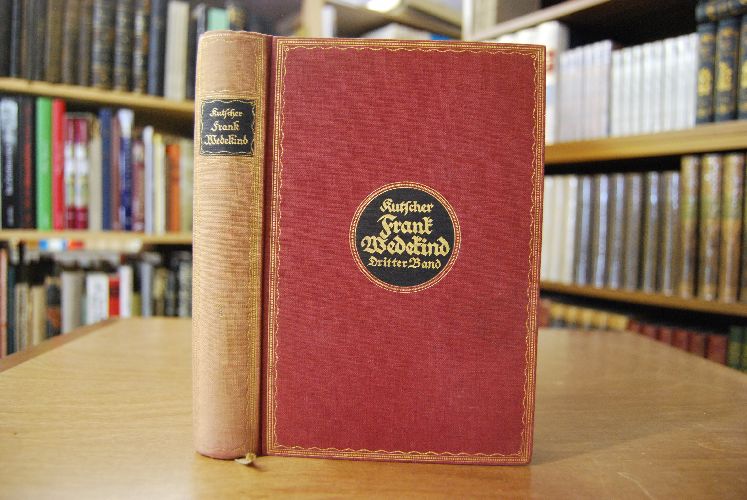 Kutscher
Frank
Wedekind
Kutscher
Frank
Wedekind
Dritter Band